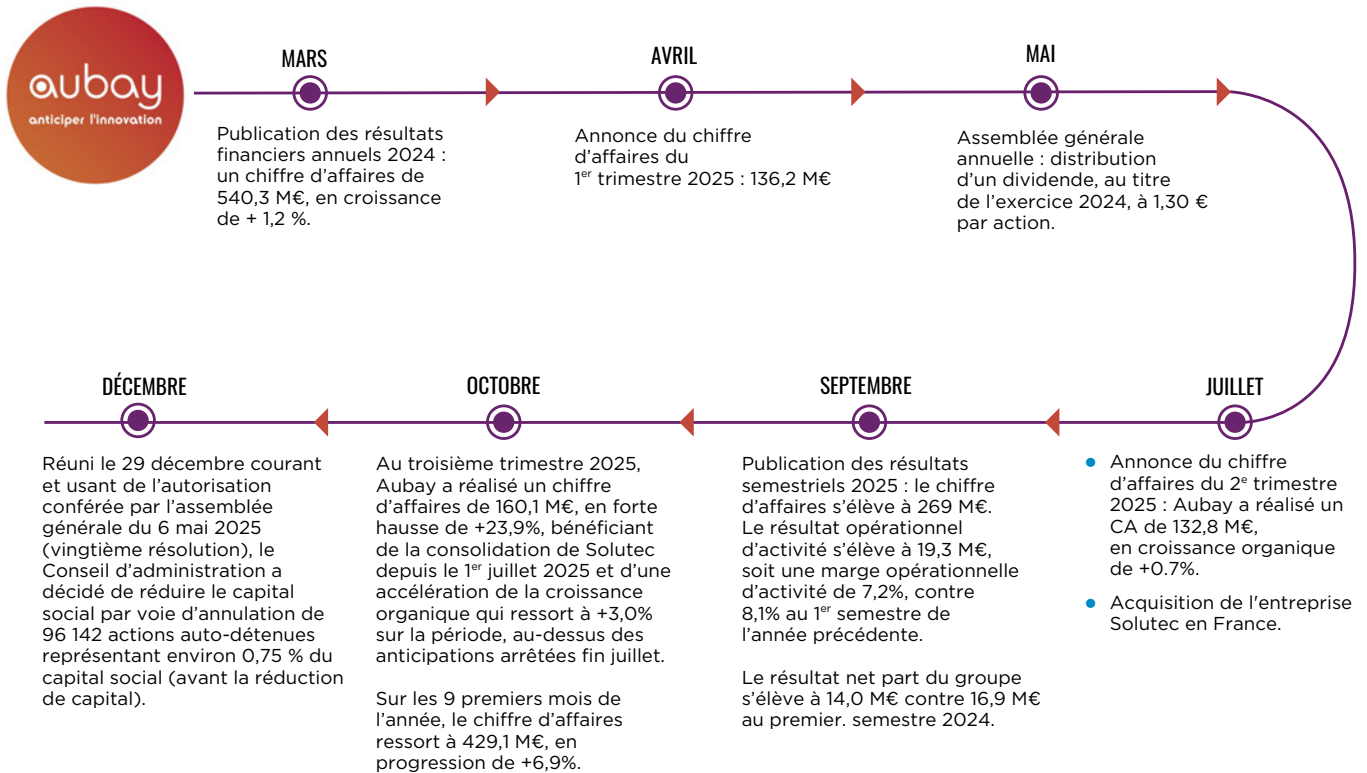 aubay
anticiper l'Innovation
MARS
Publication des résultats
financiers annuels 2024 :
un chiffre d'affaires de
540,3 M€, en croissance
de + 1,2 %.
AVRIL
Annonce du chiffre
d'affaires du
1er trimestre 2025 : 136,2 M€
MAI
Assemblée générale
annuelle : distribution
d'un dividende, au titre
de l'exercice 2024, à 1,30 €
par action.
JUILLET
• Annonce du chiffre
d'affaires du 2e trimestre
2025 : Aubay a réalisé un
CA de 132,8 M€,
en croissance organique
de +0.7%.
• Acquisition de l'entreprise
Solutec en France.
SEPTEMBRE
Publication des résultats
semestriels 2025 : le chiffre
d'affaires s'élève à 269 M€.
Le résultat opérationnel
d'activité s'élève à 19,3 M€,
soit une marge opérationnelle
d'activité de 7,2%, contre
8,1% au 1er semestre de
l'année précédente.
Le résultat net part du groupe
s'élève à 14,0 M€ contre 16,9 M€
au premier. semestre 2024.
OCTOBRE
Au troisième trimestre 2025,
Aubay a réalisé un chiffre
d'affaires de 160,1 M€, en forte
hausse de +23,9%, bénéficiant
de la consolidation de Solutec
depuis le 1er juillet 2025 et d'une
accélération de la croissance
organique qui ressort à +3,0%
sur la période, au-dessus des
anticipations arrêtées fin juillet.
Sur les 9 premiers mois de
l'année, le chiffre d'affaires
ressort à 429,1 M€, en
progression de +6,9%.
DÉCEMBRE
Réuni le 29 décembre courant
et usant de l'autorisation
conférée par l'assemblée
générale du 6 mai 2025
(vingtième résolution), le
Conseil d'administration a
décidé de réduire le capital
social par voie d'annulation de
96 142 actions auto-détenues
représentant environ 0,75 % du
capital social (avant la réduction
de capital).